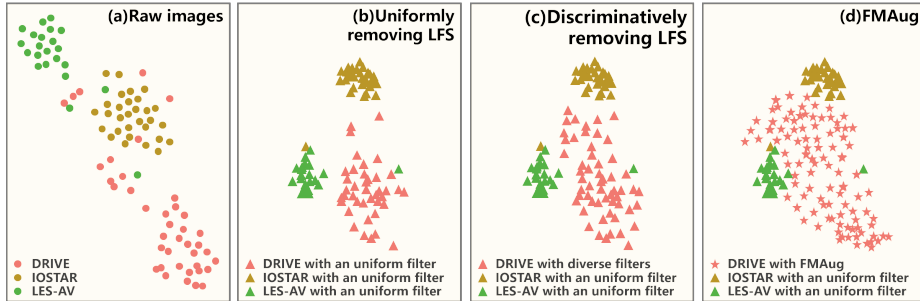 (a)Raw images
DRIVE
IOSTAR
LES-AV
(b)Uniformly
removing LFS
DRIVE with an uniform filter
IOSTAR with an uniform filter
LES-AV with an uniform filter
(c)Discriminatively
removing LFS
DRIVE with diverse filters
IOSTAR with an uniform filter
LES-AV with an uniform filter
(d)FMAug
DRIVE with FMAug
IOSTAR with an uniform filter
LES-AV with an uniform filter